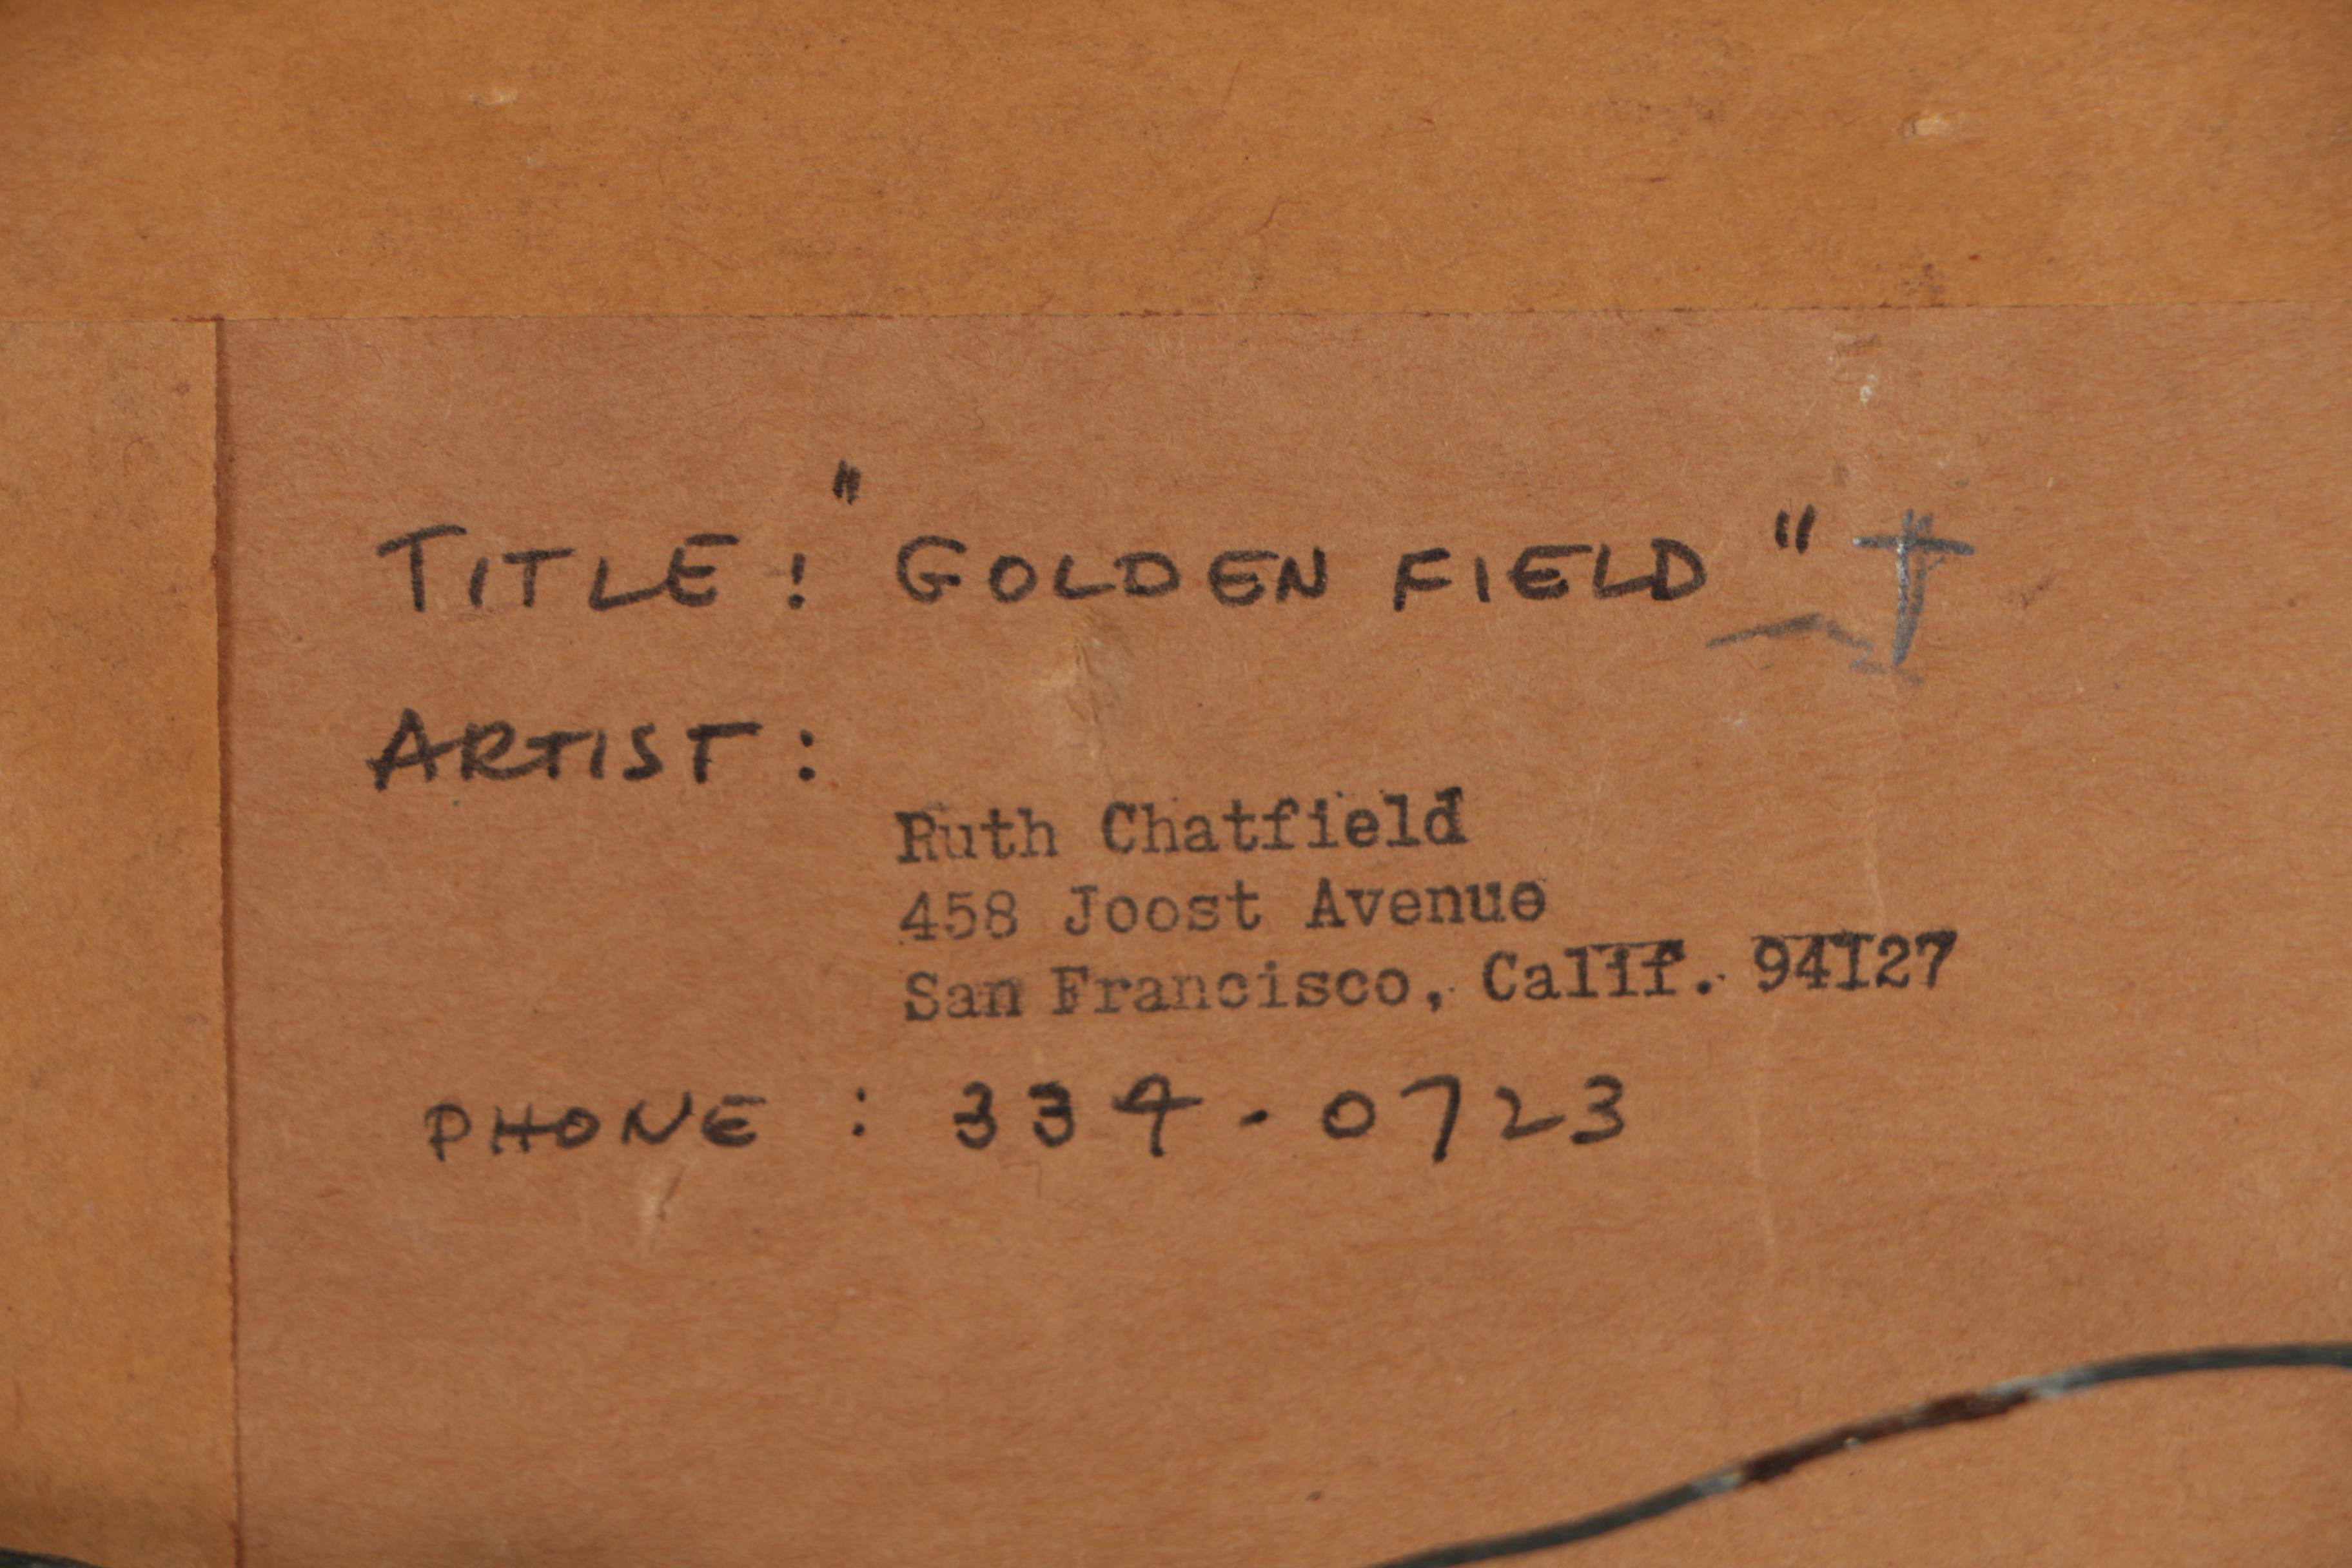 TITLE: "GOLDEN FIELD"
ARTIST:
Ruth Chatfield
458 Joost Avenue
San Francisco, Calif. 94127
PHONE : 334-0723